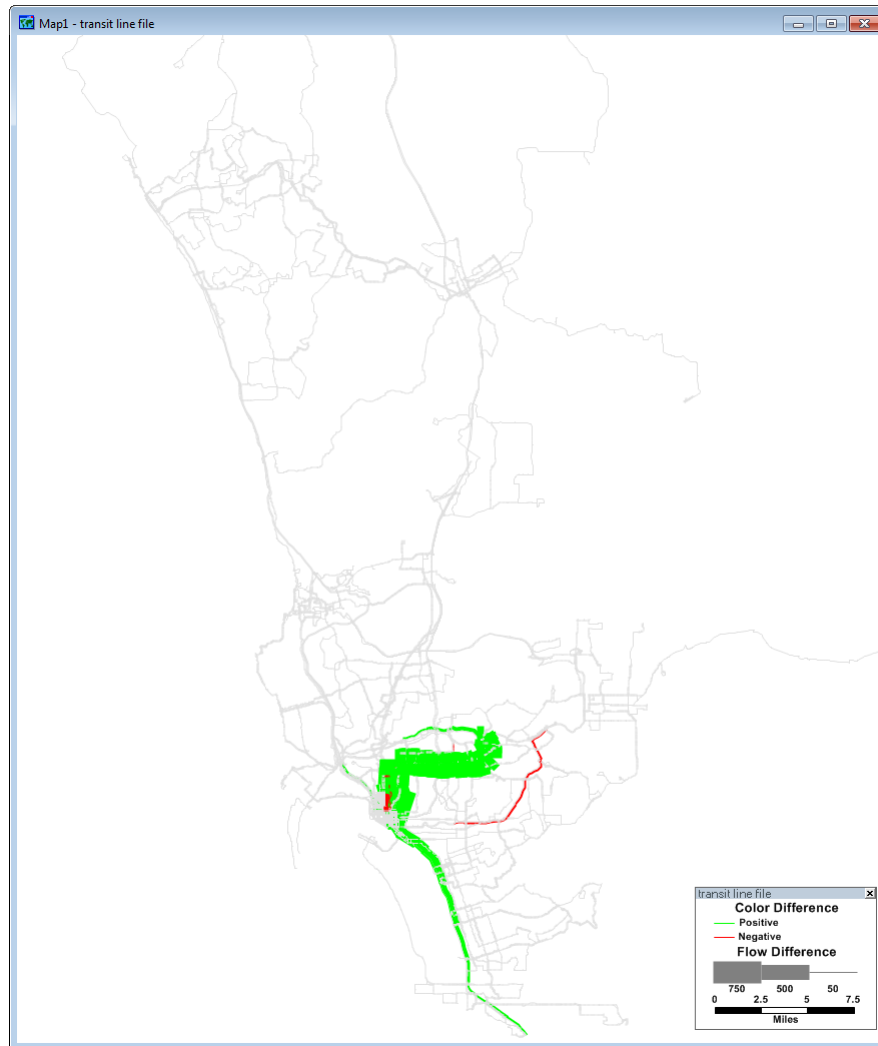 Map1 - transit line file
transit line file
Color Difference
Positive
Negative
Flow Difference
750 500 50
0 2.5 5 7.5
Miles